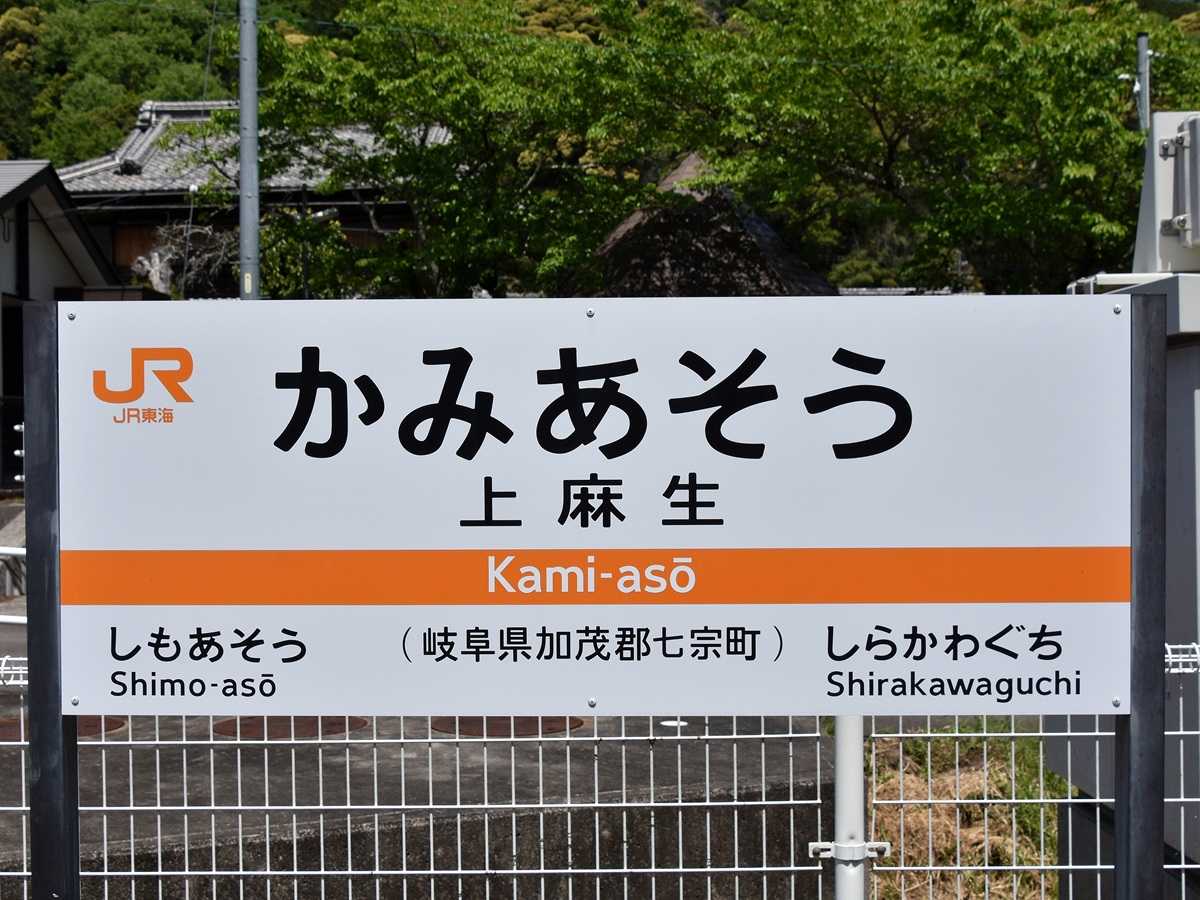 JR
JR東海
かみあそう
上麻生
Kami-asō
しもあそう
Shimo-asō
（岐阜県加茂郡七宗町）
しらかわぐち
Shirakawaguchi